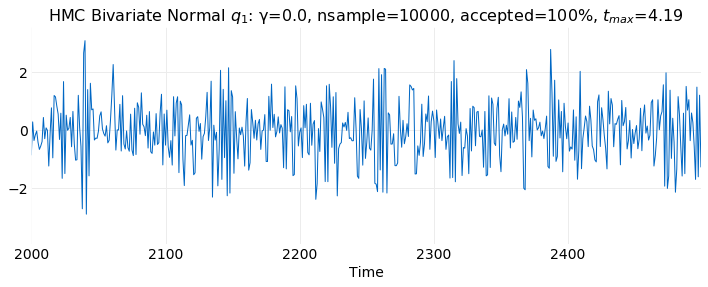 HMC Bivariate Normal q₁: γ=0.0, nsample=10000, accepted=100%, tₘₐₓ=4.19
2
0
−2
2000 2100 2200 2300 2400
Time